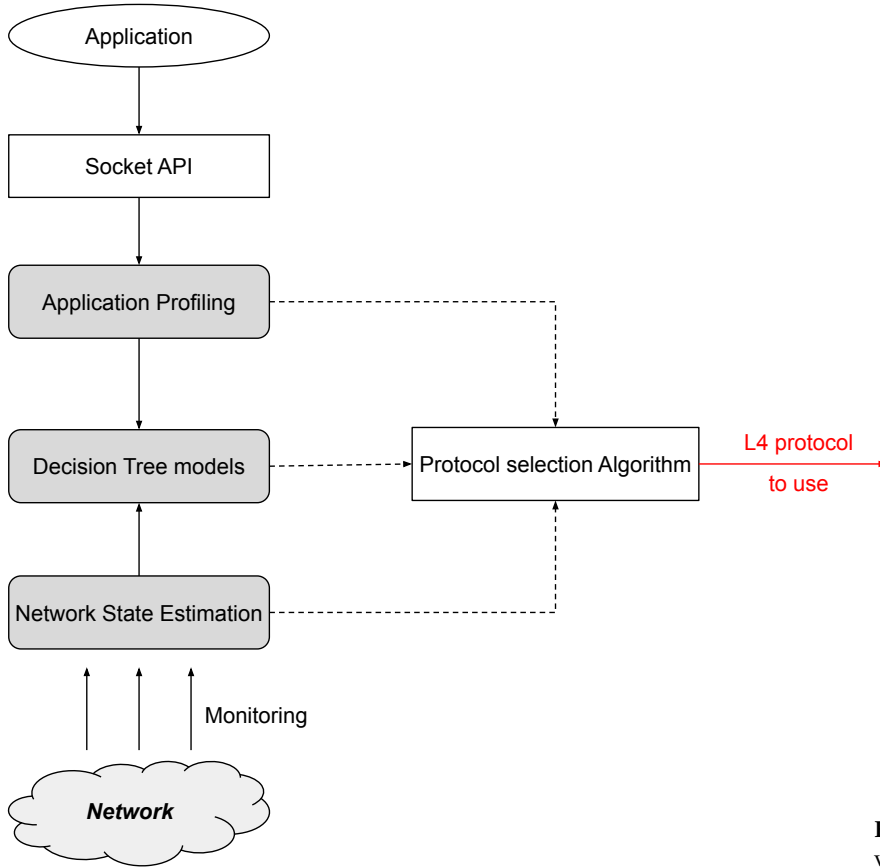 Application
Socket API
Application Profiling
Decision Tree models
Protocol selection Algorithm
L4 protocol
to use
Network State Estimation
Monitoring
Network